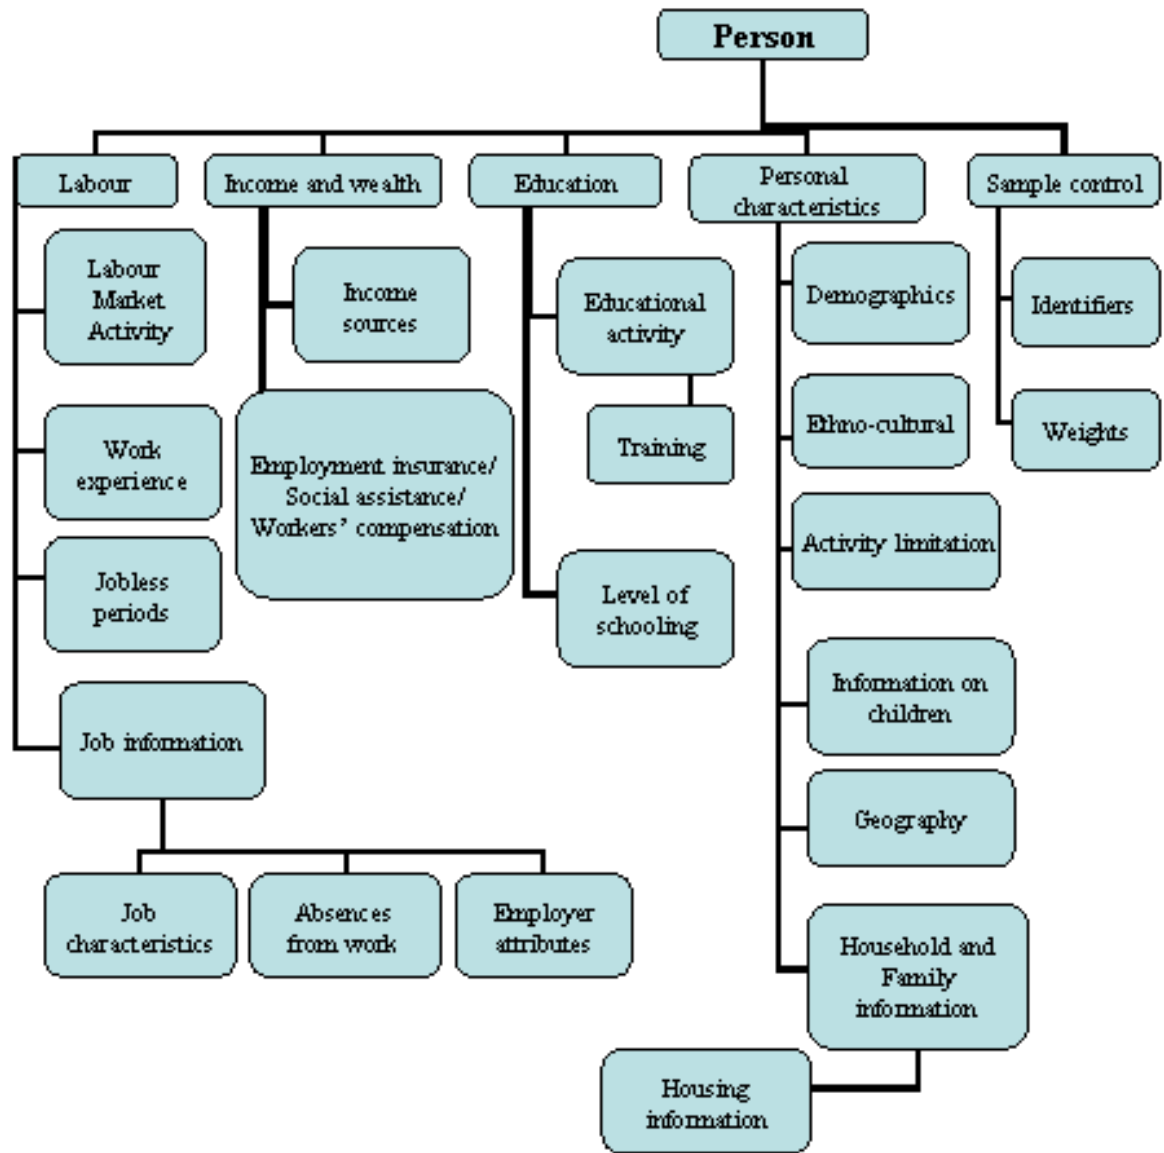 Person
Labour
Income and wealth
Education
Personal
characteristics
Sample control
Labour
Market
Activity
Work
experience
Jobless
periods
Job information
Job
characteristics
Absences
from work
Employer
attributes
Income
sources
Employment insurance/
Social assistance/
Workers’ compensation
Educational
activity
Training
Level of
schooling
Demographics
Ethno-cultural
Activity limitation
Information on
children
Geography
Household and
Family
information
Housing
information
Identifiers
Weights